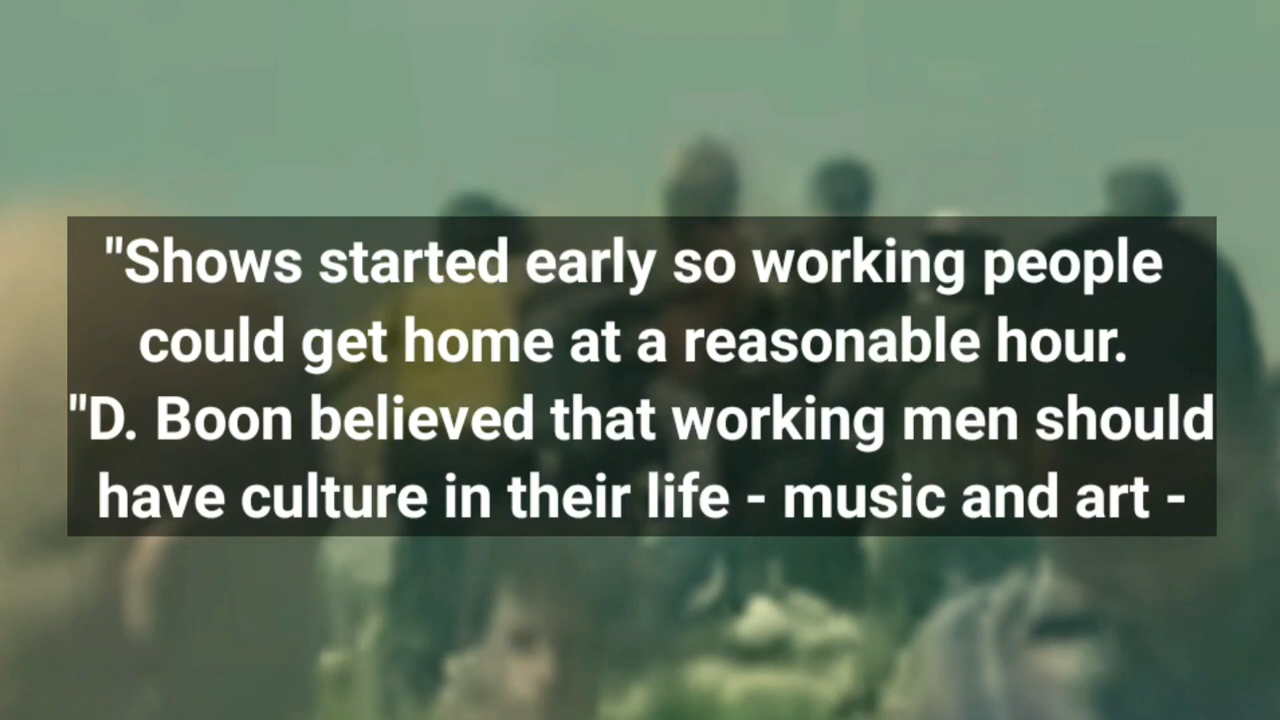 "Shows started early so working people
could get home at a reasonable hour.
"D. Boon believed that working men should
have culture in their life - music and art -